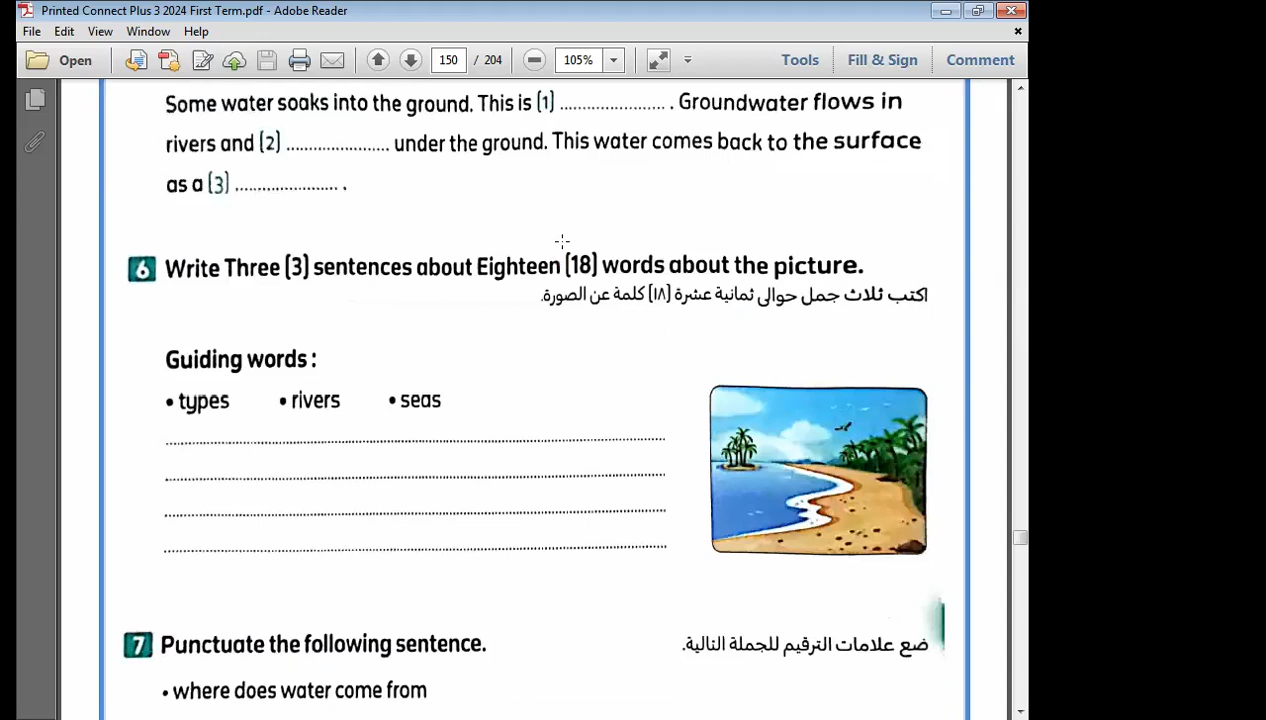 Printed Connect Plus 3 2024 First Term.pdf - Adobe Reader
File Edit View Window Help
Open 150 / 204 105% Tools Fill & Sign Comment
Some water soaks into the ground. This is (1) ....................... . Groundwater flows in
rivers and (2) ...................... under the ground. This water comes back to the surface
as a (3) ....................... .
6 Write Three (3) sentences about Eighteen (18) words about the picture.
اكتب ثلاث جمل حوالى ثمانية عشرة (١٨) كلمة عن الصورة.
Guiding words :
• types • rivers • seas
7 Punctuate the following sentence. ضع علامات الترقيم للجملة التالية.
• where does water come from